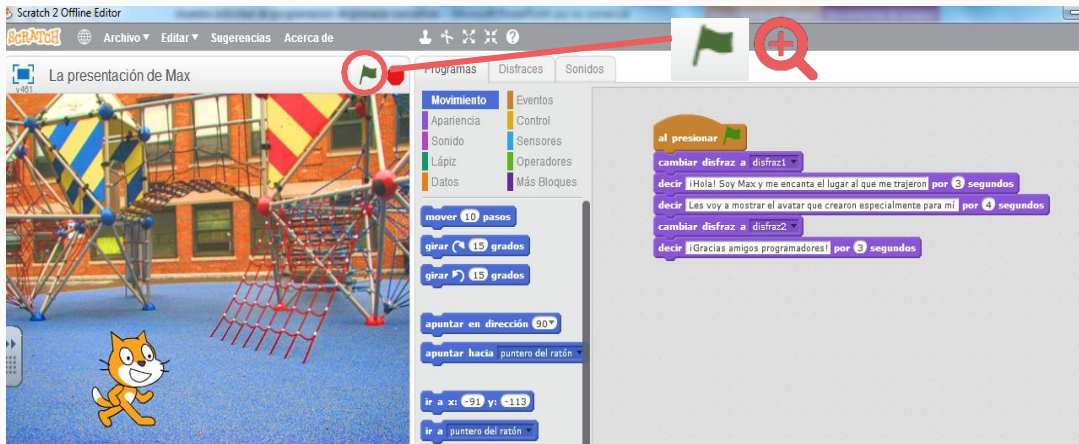 Scratch 2 Offline Editor
SCRATCH Archivo▼ Editar▼ Sugerencias Acerca de
La presentación de Max
v461
Programas Disfraces Sonidos
Movimiento Eventos
Apariencia Control
Sonido Sensores
Lápiz Operadores
Datos Más Bloques
mover 10 pasos
girar 15 grados
girar 15 grados
apuntar en dirección 90▼
apuntar hacia puntero del ratón
ir a x: -91 y: -113
ir a puntero del ratón
al presionar
cambiar disfraz a disfraz1
decir ¡Hola! Soy Max y me encanta el lugar al que me trajeron por 3 segundos
decir Les voy a mostrar el avatar que crearon especialmente para mí por 4 segundos
cambiar disfraz a disfraz2
decir ¡Gracias amigos programadores! por 3 segundos